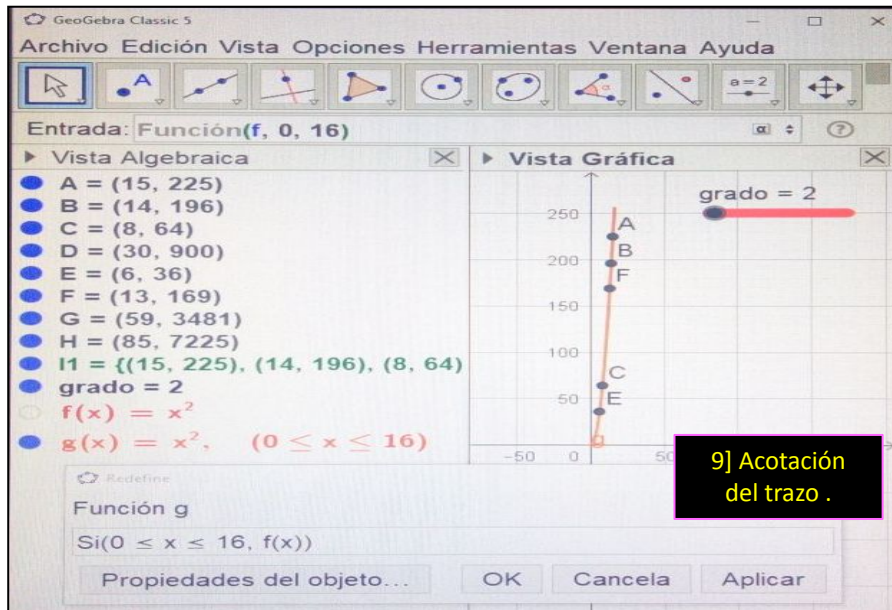 GeoGebra Classic 5
Archivo Edición Vista Opciones Herramientas Ventana Ayuda
A
α
a = 2
Entrada: Función(f, 0, 16)
α
?
Vista Algebraica
A = (15, 225)
B = (14, 196)
C = (8, 64)
D = (30, 900)
E = (6, 36)
F = (13, 169)
G = (59, 3481)
H = (85, 7225)
l1 = {(15, 225), (14, 196), (8, 64)
grado = 2
f(x) = x²
g(x) = x², (0 ≤ x ≤ 16)
Vista Gráfica
grado = 2
250
A
B
200
F
150
100
C
50
E
g
-50
0
50
9] Acotación
del trazo .
Redefine
Función g
Si(0 ≤ x ≤ 16, f(x))
Propiedades del objeto...
OK
Cancela
Aplicar